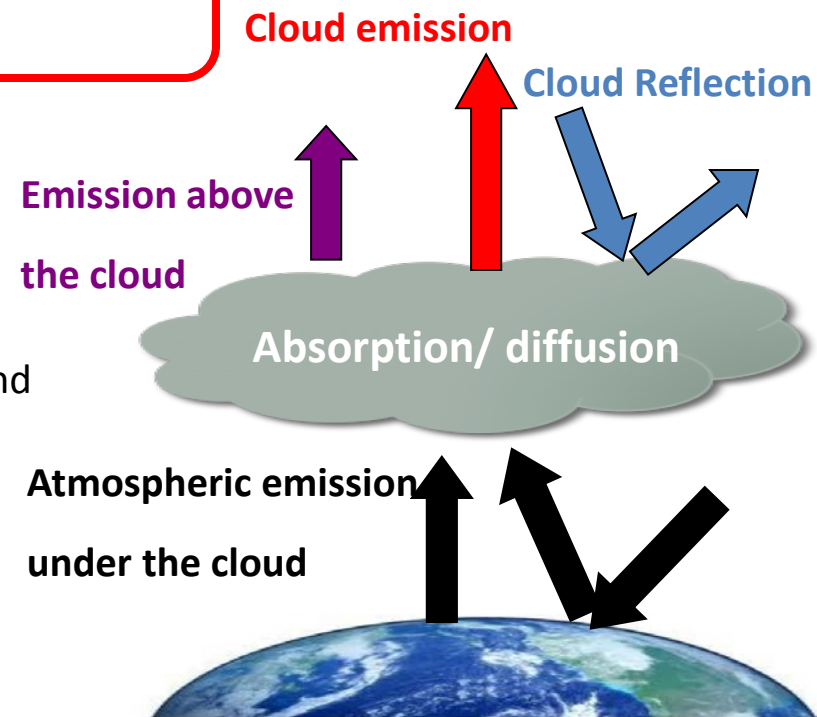 Cloud emission
Cloud Reflection
Emission above
the cloud
Absorption/ diffusion
nd
Atmospheric emission
under the cloud